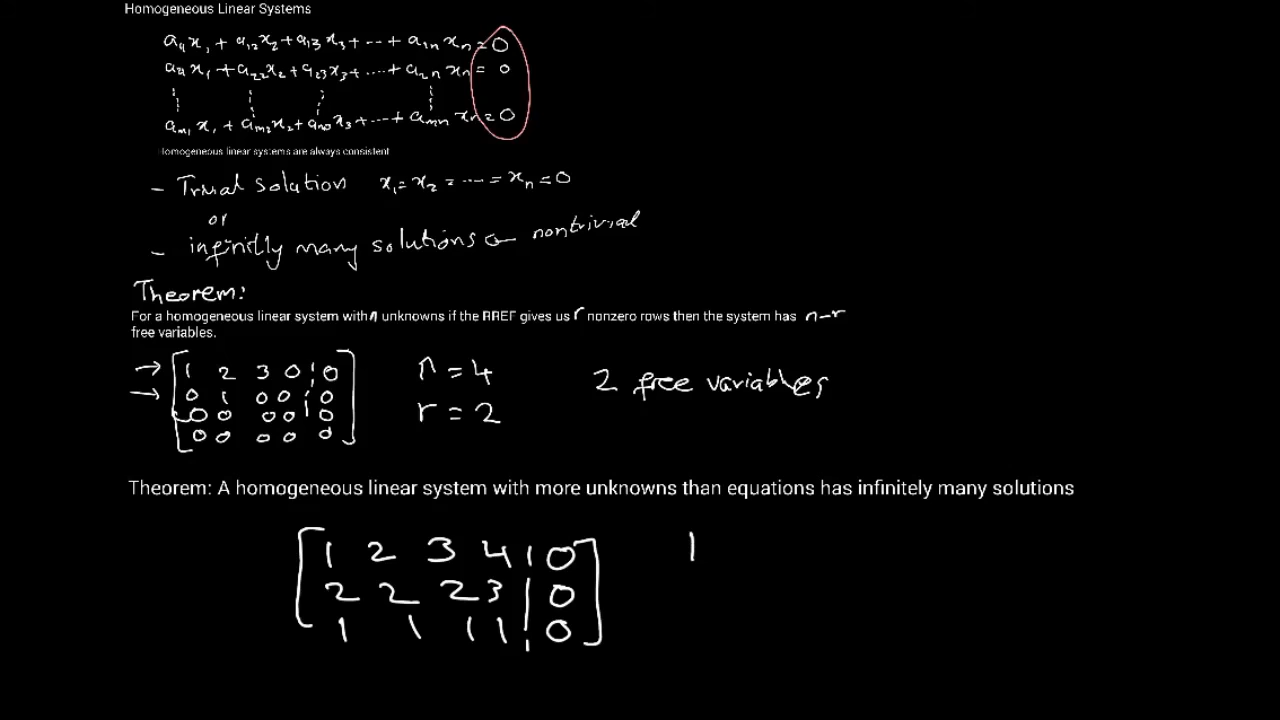 Homogeneous Linear Systems
a₁₁x₁ + a₁₂x₂ + a₁₃x₃ + ... + a₁ₙxₙ = 0
a₂₁x₁ + a₂₂x₂ + a₂₃x₃ + .... + a₂ₙxₙ = 0
aₘ₁x₁ + aₘ₂x₂ + aₘ₃x₃ + ... + aₘₙxₙ = 0
Homogeneous linear systems are always consistent
- Trivial solution x₁ = x₂ = .... = xₙ = 0
or
- infinitly many solutions ← nontrivial
Theorem:
For a homogeneous linear system with n unknowns if the RREF gives us r nonzero rows then the system has n-r
free variables.
→ 1 2 3 0 | 0 n = 4 2 free variables
→ 0 1 0 0 | 0 r = 2
0 0 0 0 | 0
0 0 0 0 0
Theorem: A homogeneous linear system with more unknowns than equations has infinitely many solutions
1 2 3 4 | 0 1
2 2 2 3 | 0
1 1 1 1 | 0